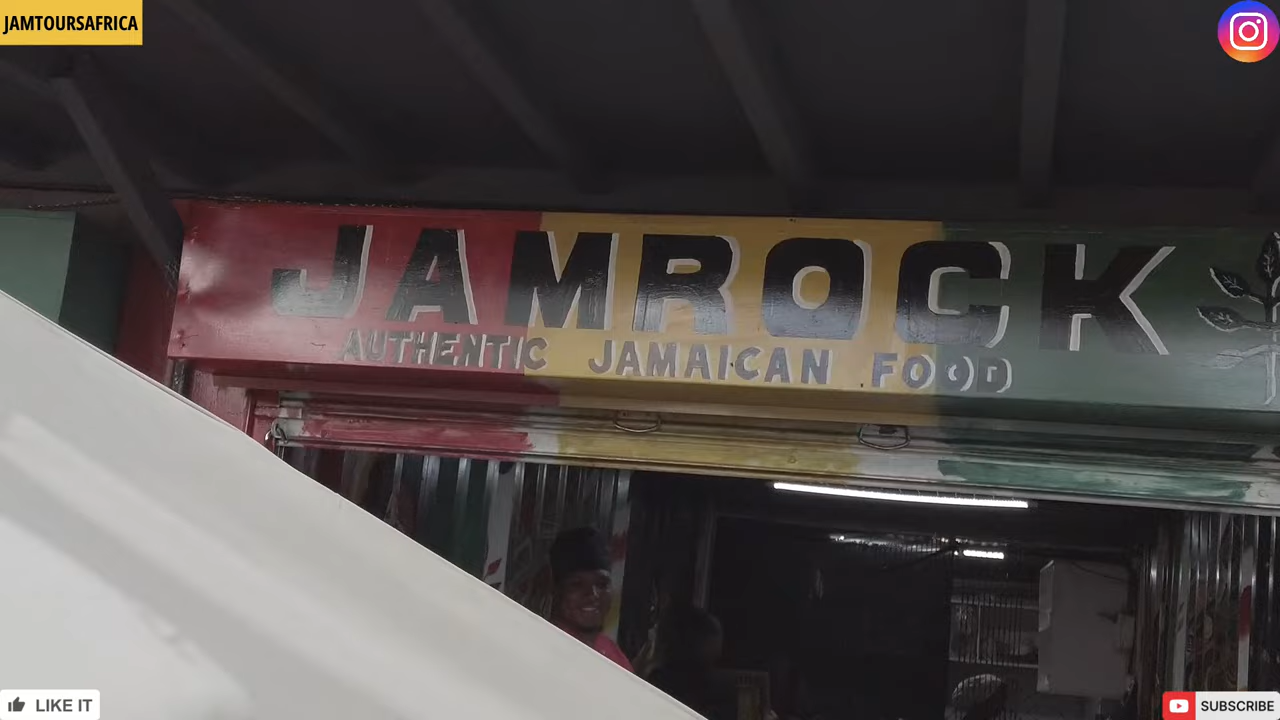 JAMTOURSAFRICA
JAMROCK
AUTHENTIC JAMAICAN FOOD
LIKE IT
SUBSCRIBE